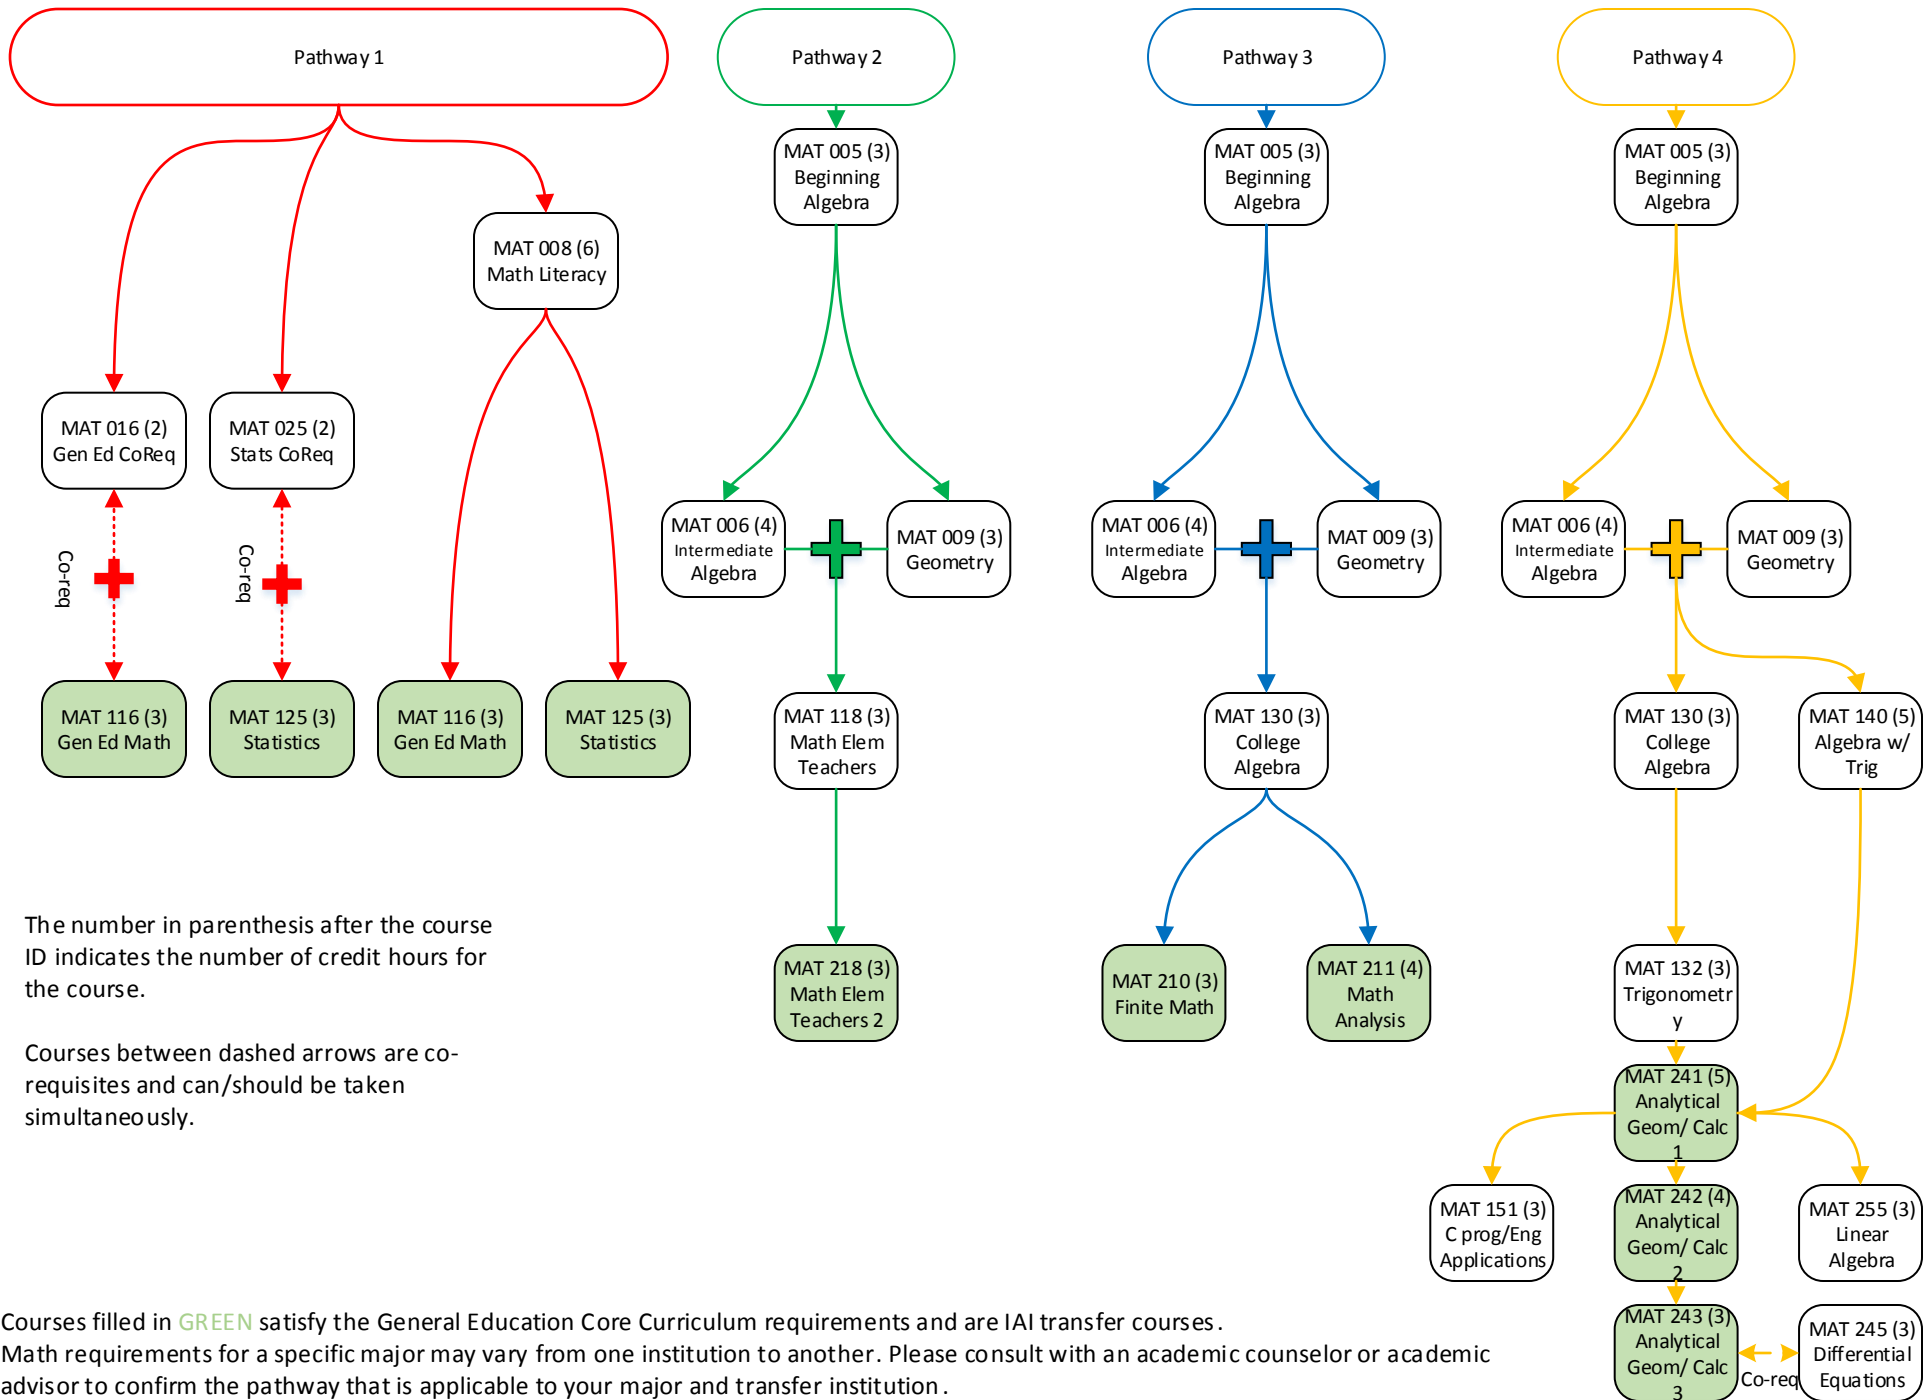 Pathway 1
Pathway 2
Pathway 3
Pathway 4
MAT 005 (3)
Beginning
Algebra
MAT 005 (3)
Beginning
Algebra
MAT 005 (3)
Beginning
Algebra
MAT 008 (6)
Math Literacy
MAT 016 (2)
Gen Ed CoReq
MAT 025 (2)
Stats CoReq
MAT 006 (4)
Intermediate
Algebra
MAT 009 (3)
Geometry
MAT 006 (4)
Intermediate
Algebra
MAT 009 (3)
Geometry
MAT 006 (4)
Intermediate
Algebra
MAT 009 (3)
Geometry
Co-req
Co-req
MAT 116 (3)
Gen Ed Math
MAT 125 (3)
Statistics
MAT 116 (3)
Gen Ed Math
MAT 125 (3)
Statistics
MAT 118 (3)
Math Elem
Teachers
MAT 130 (3)
College
Algebra
MAT 130 (3)
College
Algebra
MAT 140 (5)
Algebra w/
Trig
The number in parenthesis after the course
ID indicates the number of credit hours for
the course.
Courses between dashed arrows are co-
requisites and can/should be taken
simultaneously.
MAT 218 (3)
Math Elem
Teachers 2
MAT 210 (3)
Finite Math
MAT 211 (4)
Math
Analysis
MAT 132 (3)
Trigonometr
y
MAT 241 (5)
Analytical
Geom/ Calc
1
MAT 151 (3)
C prog/Eng
Applications
MAT 242 (4)
Analytical
Geom/ Calc
2
MAT 255 (3)
Linear
Algebra
MAT 243 (3)
Analytical
Geom/ Calc
3
Co-req
MAT 245 (3)
Differential
Equations
Courses filled in GREEN satisfy the General Education Core Curriculum requirements and are IAI transfer courses.
Math requirements for a specific major may vary from one institution to another. Please consult with an academic counselor or academic
advisor to confirm the pathway that is applicable to your major and transfer institution.